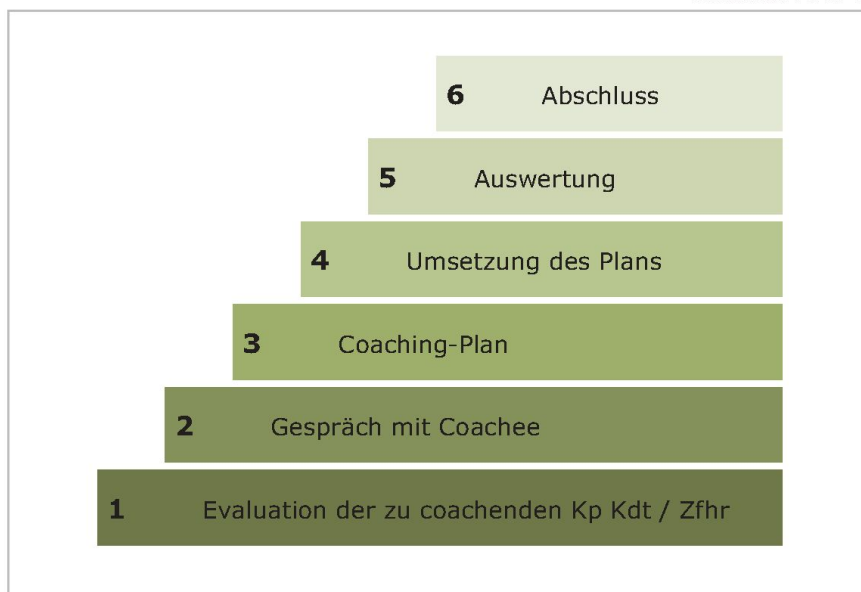 6 Abschluss
5 Auswertung
4 Umsetzung des Plans
3 Coaching-Plan
2 Gespräch mit Coachee
1 Evaluation der zu coachenden Kp Kdt / Zfhr